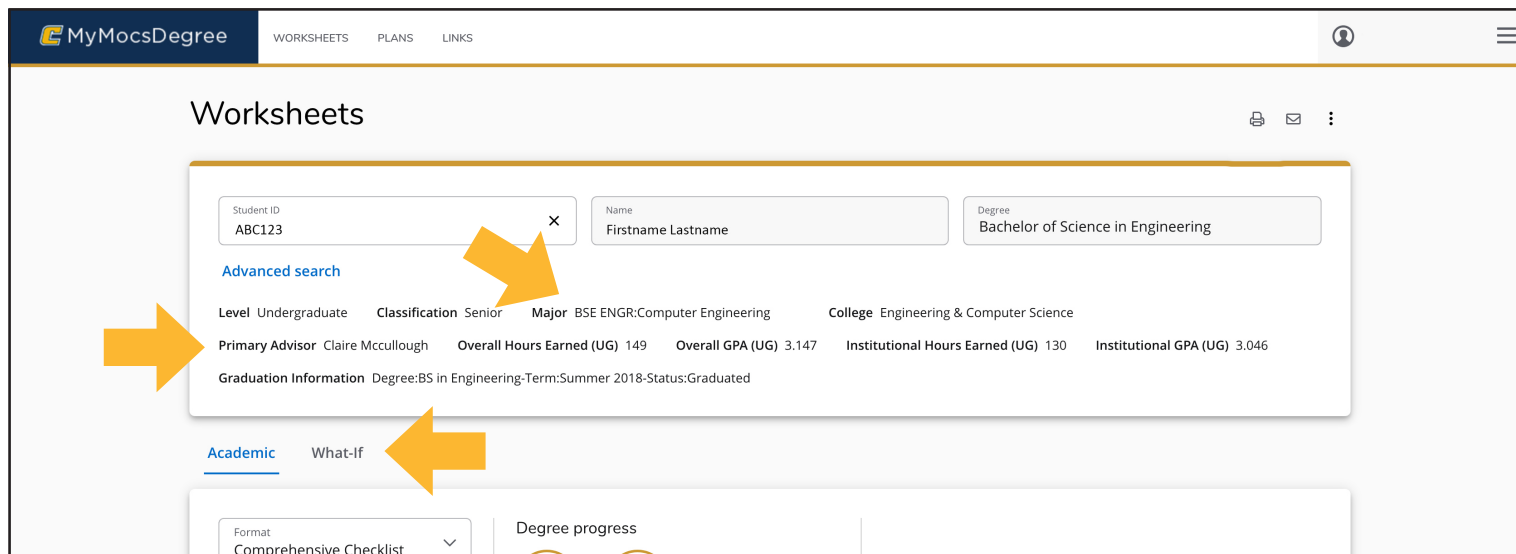 MyMocsDegree WORKSHEETS PLANS LINKS
Worksheets
Student ID
ABC123
Name
Firstname Lastname
Degree
Bachelor of Science in Engineering
Advanced search
Level Undergraduate Classification Senior Major BSE ENGR:Computer Engineering College Engineering & Computer Science
Primary Advisor Claire Mccullough Overall Hours Earned (UG) 149 Overall GPA (UG) 3.147 Institutional Hours Earned (UG) 130 Institutional GPA (UG) 3.046
Graduation Information Degree:BS in Engineering-Term:Summer 2018-Status:Graduated
Academic What-If
Format
Comprehensive Checklist
Degree progress